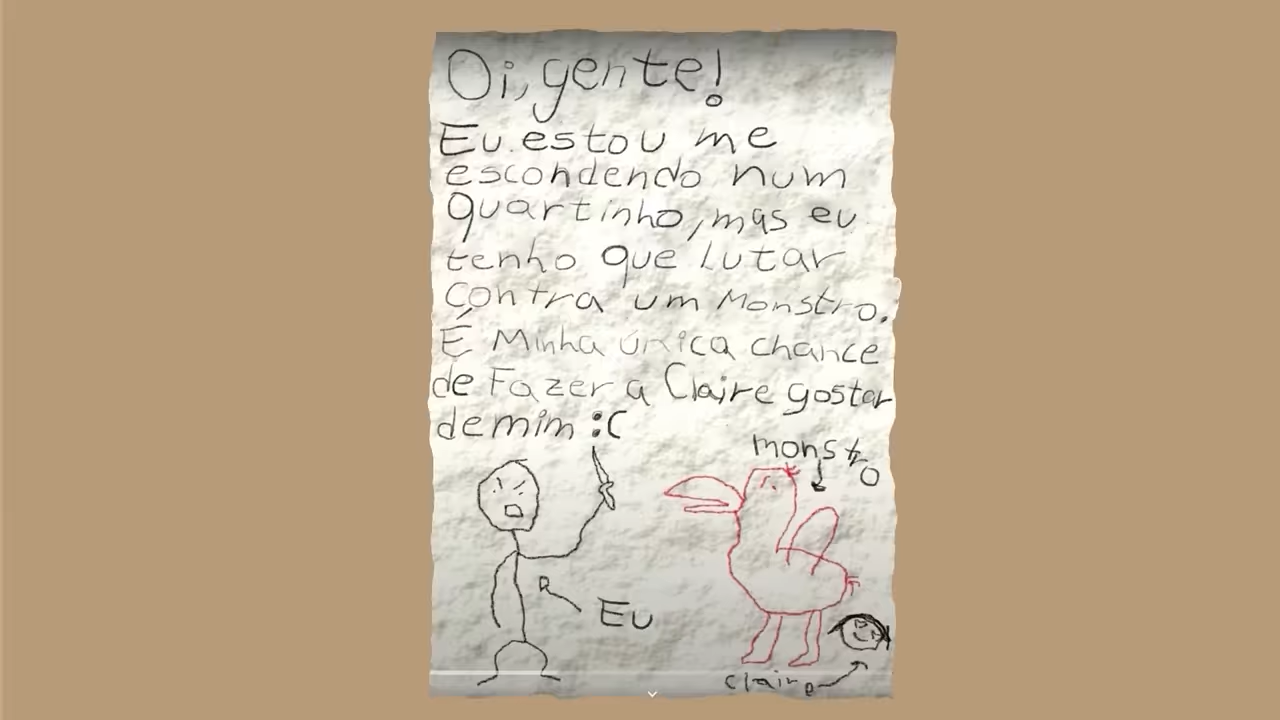 Oi, gente!
Eu estou me
escondendo num
quartinho, mas eu
tenho que lutar
contra um Monstro.
É Minha única chance
de Fazer a Claire gostar
de mim :C
monstro
Eu
Claire